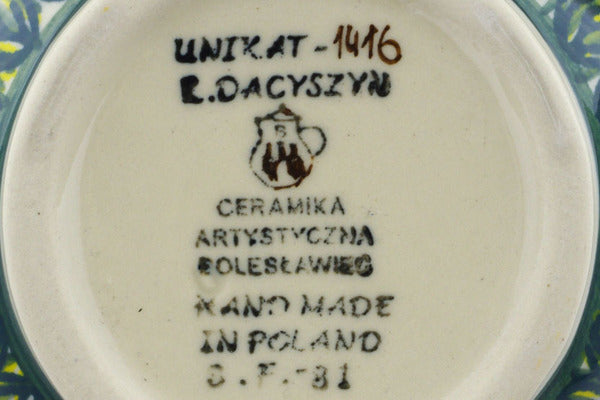 UNIKAT-1416
R.DACYSZYN
S
CERAMIKA
ARTYSTYCZNA
BOLESŁAWIEC
HAND MADE
IN POLAND